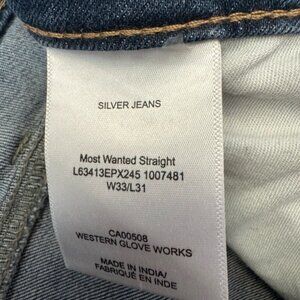 SILVER JEANS
Most Wanted Straight
L63413EPX245 1007481
W33/L31
CA00508
WESTERN GLOVE WORKS
MADE IN INDIA/
FABRIQUÉ EN INDE